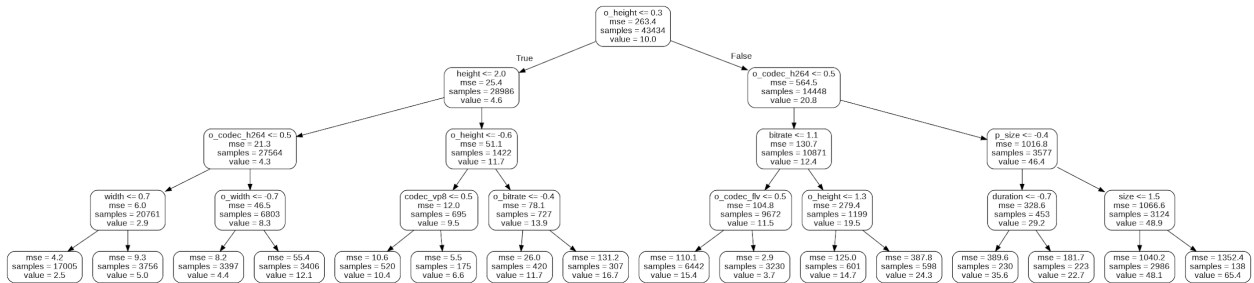 o_height <= 0.3
mse = 263.4
samples = 43434
value = 10.0
True
False
height <= 2.0
mse = 25.4
samples = 28986
value = 4.6
o_codec_h264 <= 0.5
mse = 564.5
samples = 14448
value = 20.8
o_codec_h264 <= 0.5
mse = 21.3
samples = 27564
value = 4.3
o_height <= -0.6
mse = 51.1
samples = 1422
value = 11.7
bitrate <= 1.1
mse = 130.7
samples = 10871
value = 12.4
p_size <= -0.4
mse = 1016.8
samples = 3577
value = 46.4
width <= 0.7
mse = 6.0
samples = 20761
value = 2.9
o_width <= -0.7
mse = 46.5
samples = 6803
value = 8.3
codec_vp8 <= 0.5
mse = 12.0
samples = 695
value = 9.5
o_bitrate <= -0.4
mse = 78.1
samples = 727
value = 13.9
o_codec_flv <= 0.5
mse = 104.8
samples = 9672
value = 11.5
o_height <= 1.3
mse = 279.4
samples = 1199
value = 19.5
duration <= -0.7
mse = 328.6
samples = 453
value = 29.2
size <= 1.5
mse = 1066.6
samples = 3124
value = 48.9
mse = 4.2
samples = 17005
value = 2.5
mse = 9.3
samples = 3756
value = 5.0
mse = 8.2
samples = 3397
value = 4.4
mse = 55.4
samples = 3406
value = 12.1
mse = 10.6
samples = 520
value = 10.4
mse = 5.5
samples = 175
value = 6.6
mse = 26.0
samples = 420
value = 11.7
mse = 131.2
samples = 307
value = 16.7
mse = 110.1
samples = 6442
value = 15.4
mse = 2.9
samples = 3230
value = 3.7
mse = 125.0
samples = 601
value = 14.7
mse = 387.8
samples = 598
value = 24.3
mse = 389.6
samples = 230
value = 35.6
mse = 181.7
samples = 223
value = 22.7
mse = 1040.2
samples = 2986
value = 48.1
mse = 1352.4
samples = 138
value = 65.4